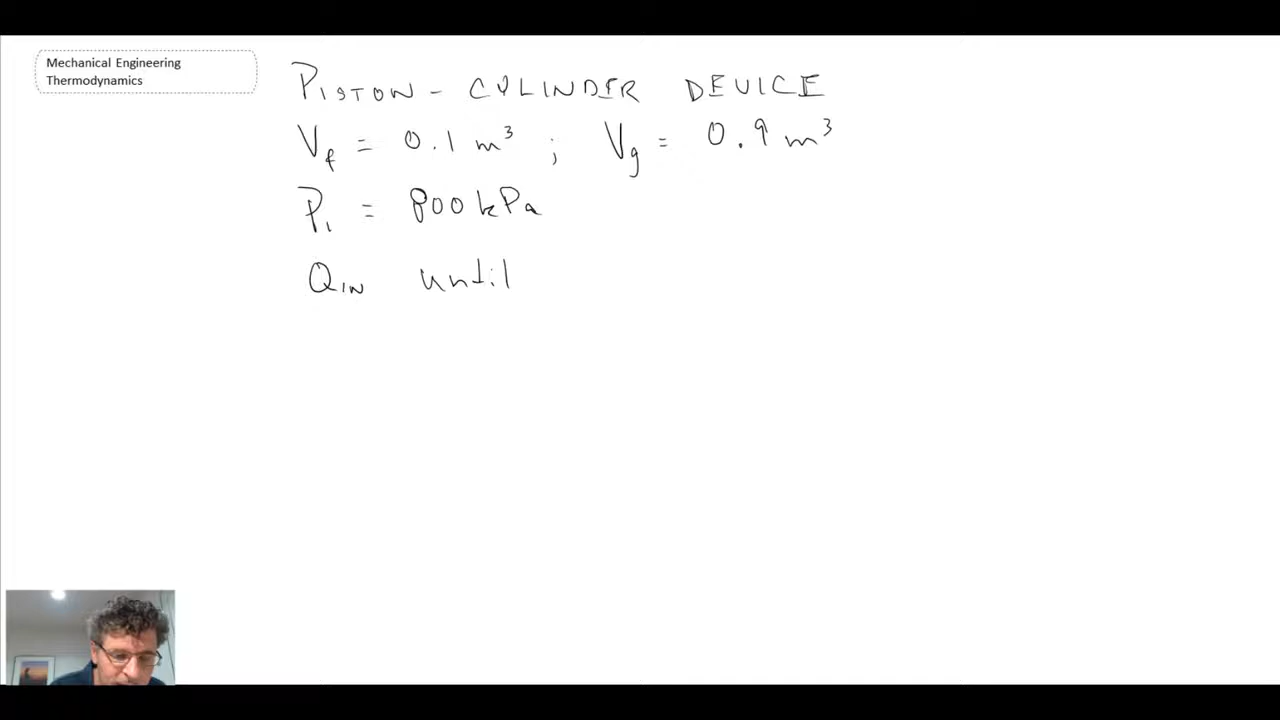 Mechanical Engineering
Thermodynamics
PISTON - CYLINDER DEVICE
Vf = 0.1 m³ ; Vg = 0.9 m³
P1 = 800 kPa
QIN until